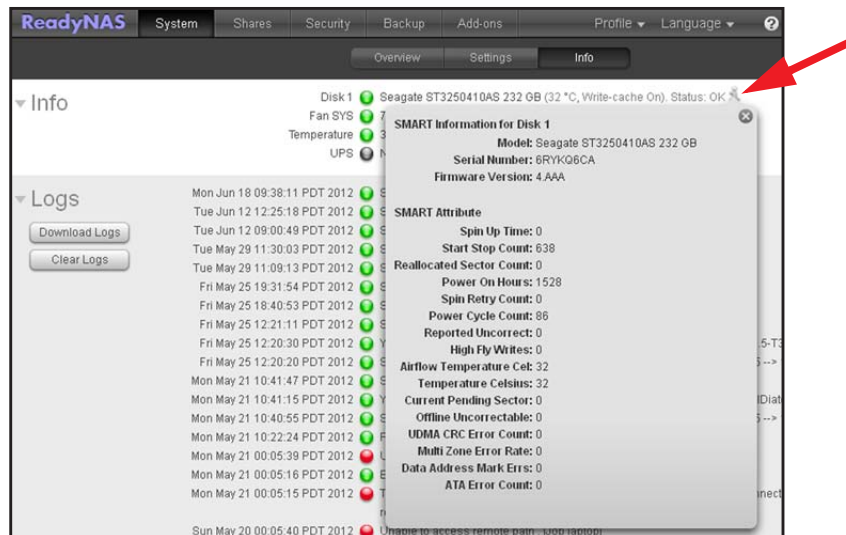 ReadyNAS System Shares Security Backup Add-ons Profile Language ?
Overview Settings Info
Info
Disk 1 Seagate ST3250410AS 232 GB (32 °C, Write-cache On). Status: OK
Fan SYS 7
Temperature 3
UPS N
SMART Information for Disk 1
Model: Seagate ST3250410AS 232 GB
Serial Number: 6RYKQ6CA
Firmware Version: 4.AAA
SMART Attribute
Spin Up Time: 0
Start Stop Count: 638
Reallocated Sector Count: 0
Power On Hours: 1528
Spin Retry Count: 0
Power Cycle Count: 86
Reported Uncorrect: 0
High Fly Writes: 0
Airflow Temperature Cel: 32
Temperature Celsius: 32
Current Pending Sector: 0
Offline Uncorrectable: 0
UDMA CRC Error Count: 0
Multi Zone Error Rate: 0
Data Address Mark Errs: 0
ATA Error Count: 0
Logs
Download Logs
Clear Logs
Mon Jun 18 09:38:11 PDT 2012 S
Tue Jun 12 12:25:18 PDT 2012 S
Tue Jun 12 09:00:49 PDT 2012 S
Tue May 29 11:30:03 PDT 2012 S
Tue May 29 11:09:13 PDT 2012 S
Fri May 25 19:31:54 PDT 2012 S
Fri May 25 18:40:53 PDT 2012 S
Fri May 25 12:21:11 PDT 2012 S
Fri May 25 12:20:30 PDT 2012 Y .5-T3
Fri May 25 12:20:20 PDT 2012 S 5 -->
Mon May 21 10:41:47 PDT 2012 S
Mon May 21 10:41:15 PDT 2012 Y IDiat
Mon May 21 10:40:55 PDT 2012 S 5 -->
Mon May 21 10:22:24 PDT 2012 F
Mon May 21 00:05:39 PDT 2012 U
Mon May 21 00:05:16 PDT 2012 E
Mon May 21 00:05:15 PDT 2012 T nnect
Sun May 20 00:05:40 PDT 2012 Unable to access remote path. [Job laptop]